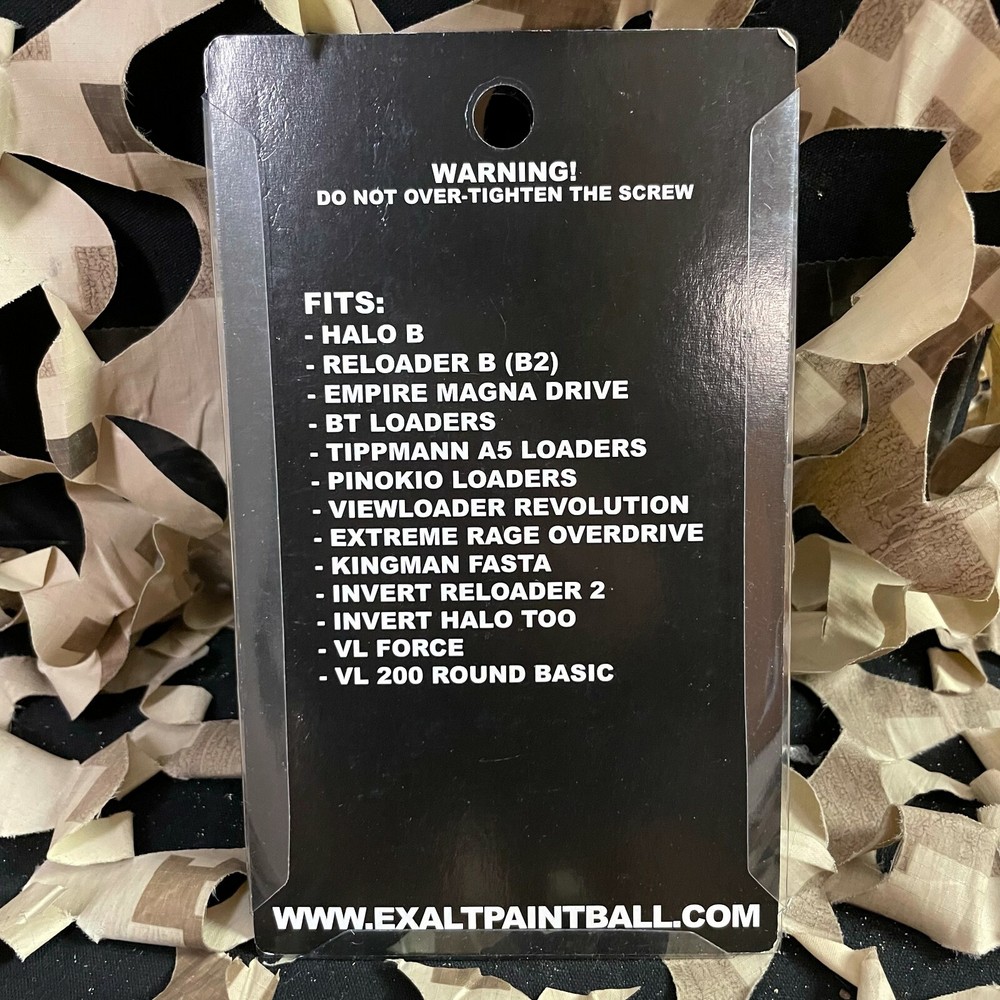 WARNING!
DO NOT OVER-TIGHTEN THE SCREW
FITS:
- HALO B
- RELOADER B (B2)
- EMPIRE MAGNA DRIVE
- BT LOADERS
- TIPPMANN A5 LOADERS
- PINOKIO LOADERS
- VIEWLOADER REVOLUTION
- EXTREME RAGE OVERDRIVE
- KINGMAN FASTA
- INVERT RELOADER 2
- INVERT HALO TOO
- VL FORCE
- VL 200 ROUND BASIC
WWW.EXALTPAINTBALL.COM